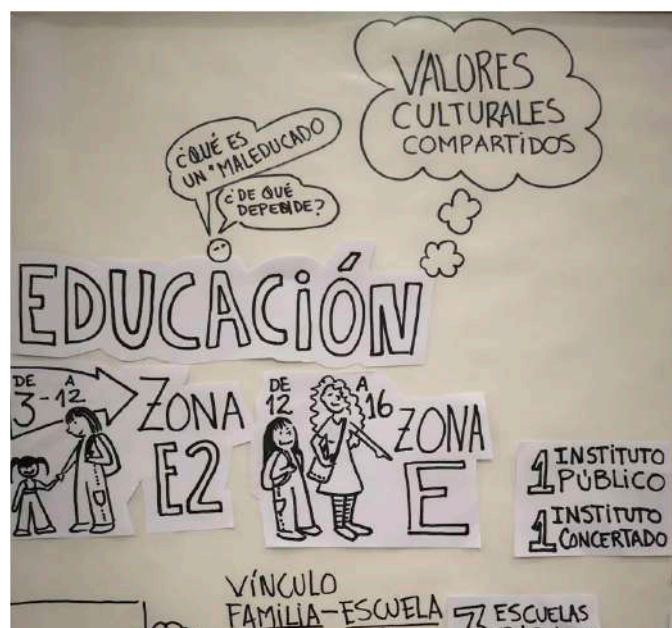 VALORES
CULTURALES
COMPARTiDOS
¿QUÉ ES
UN "MALEDUCADO
¿DE QUÉ
DEPENDE?
EDUCACiÓN
DE 3 - A 12
ZONA
E2
DE 12 A 16
ZONA
E
1 INSTITUTO
PÚBLiCO
1 INSTiTUTO
CONCERTADO
VÍNCULO
FAMiLiA-ESCUELA
3 ESCUELAS